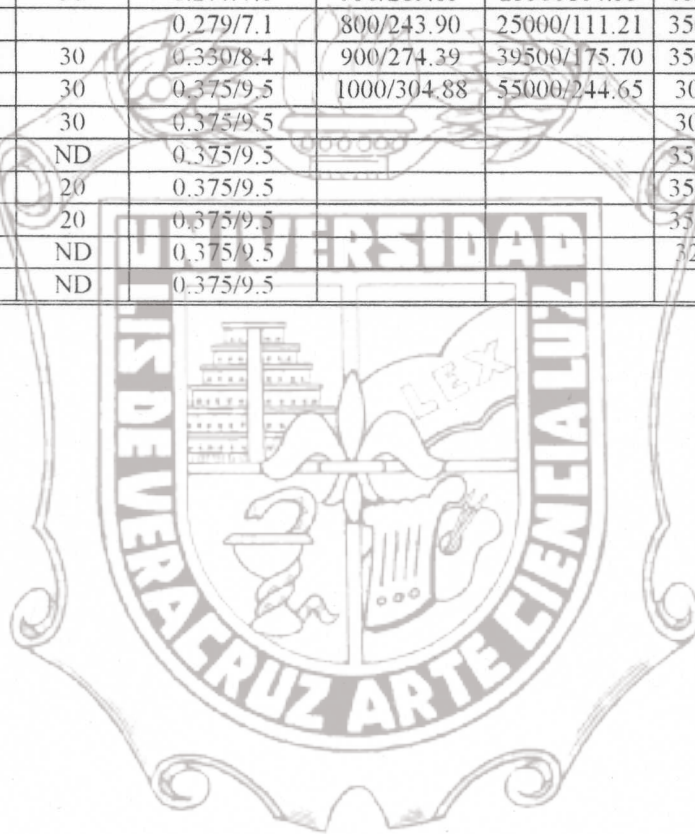 0.279/7.1 800/243.90 25000/111.21 35
30 0.330/8.4 900/274.39 39500/175.70 35
30 0.375/9.5 1000/304.88 55000/244.65 30
30 0.375/9.5 30
ND 0.375/9.5 35
20 0.375/9.5 35
20 0.375/9.5 35
ND 0.375/9.5 32
ND 0.375/9.5
UNIVERSIDAD
LIS DE VERACRUZ ARTE CIENCIA LUZ
LEX